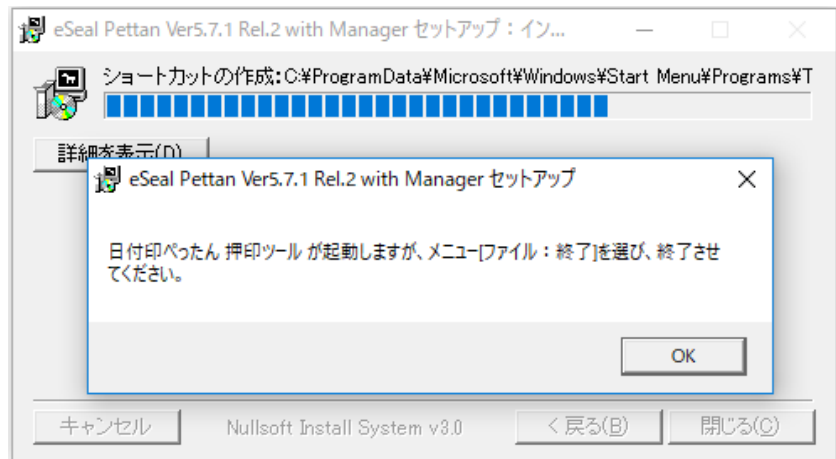 eSeal Pettan Ver5.7.1 Rel.2 with Manager セットアップ：イン...
ショートカットの作成: C:¥ProgramData¥Microsoft¥Windows¥Start Menu¥Programs¥T
詳細を表示(D)
eSeal Pettan Ver5.7.1 Rel.2 with Manager セットアップ
日付印ぺったん 押印ツール が起動しますが、メニュー[ファイル：終了]を選び、終了させ
てください。
OK
キャンセル Nullsoft Install System v3.0 < 戻る(B) 閉じる(C)